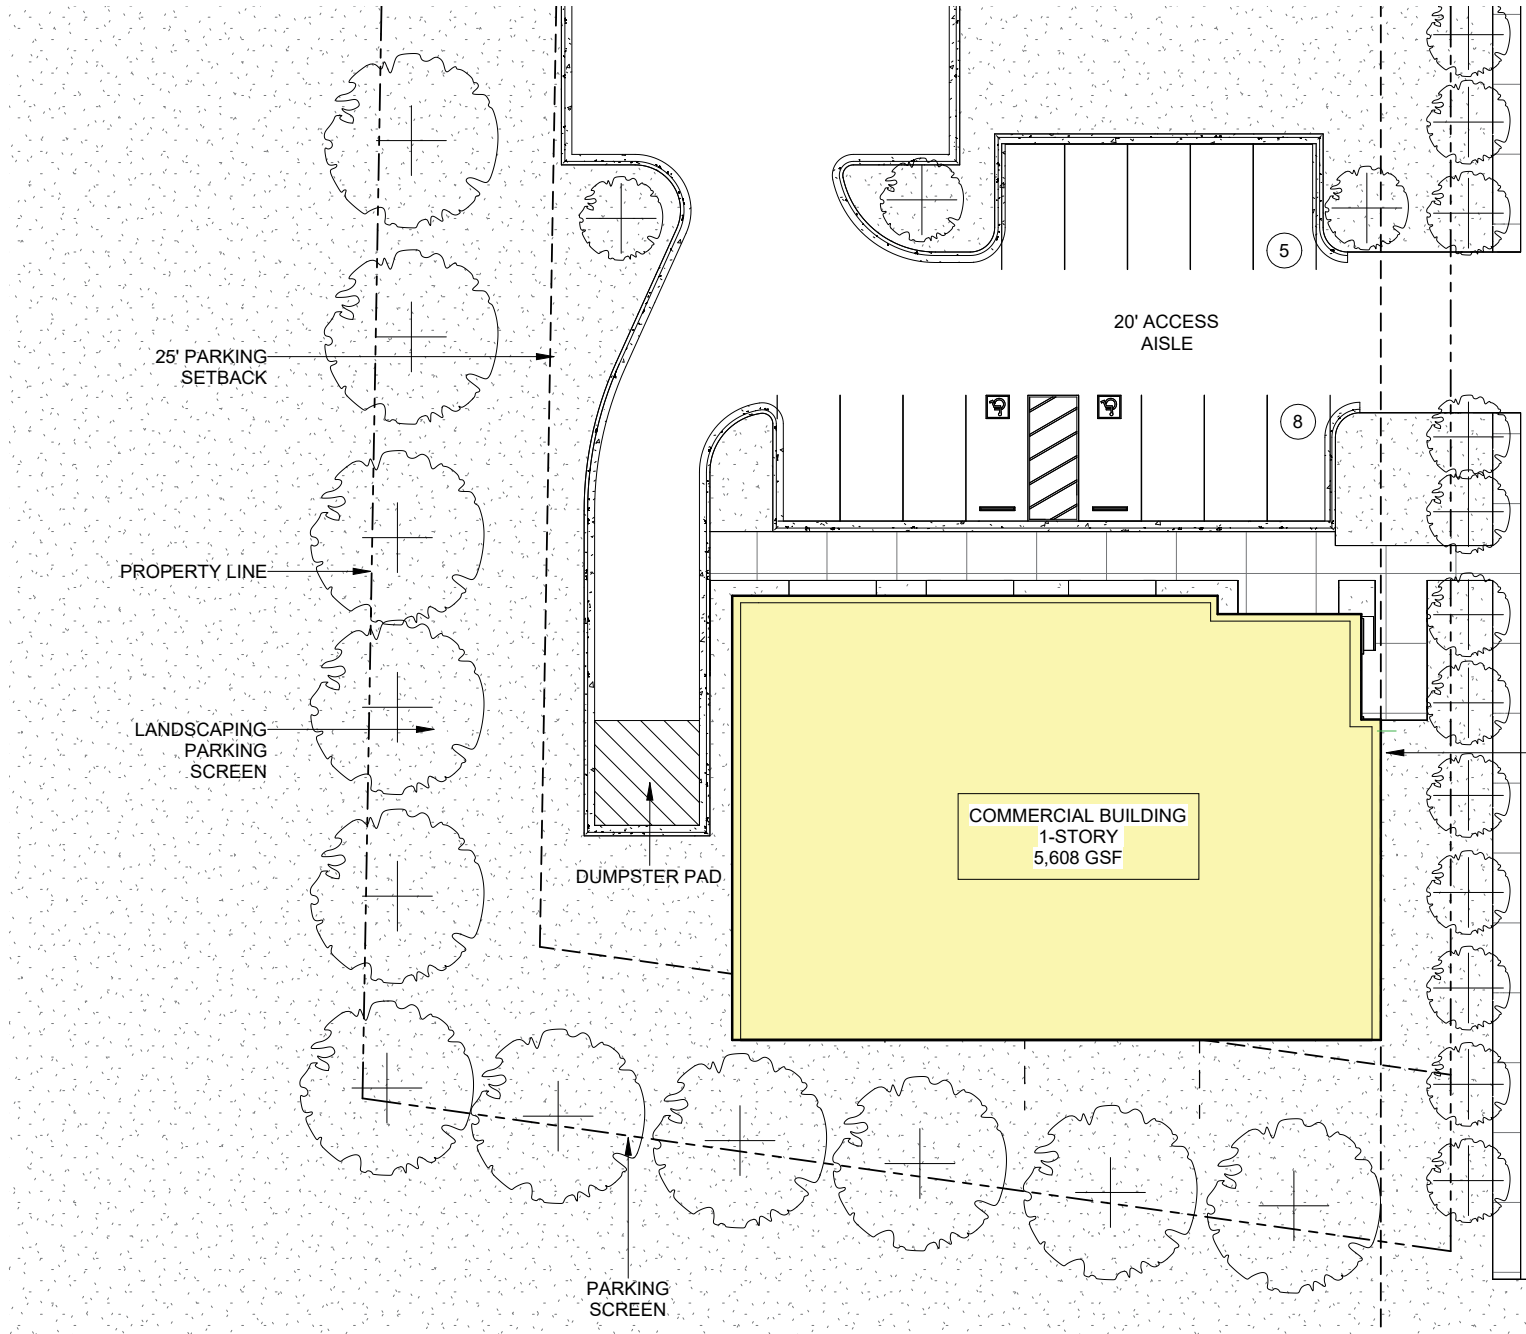 5
20' ACCESS
AISLE
25' PARKING
SETBACK
8
PROPERTY LINE
LANDSCAPING
PARKING
SCREEN
COMMERCIAL BUILDING
1-STORY
5,608 GSF
DUMPSTER PAD
PARKING
SCREEN